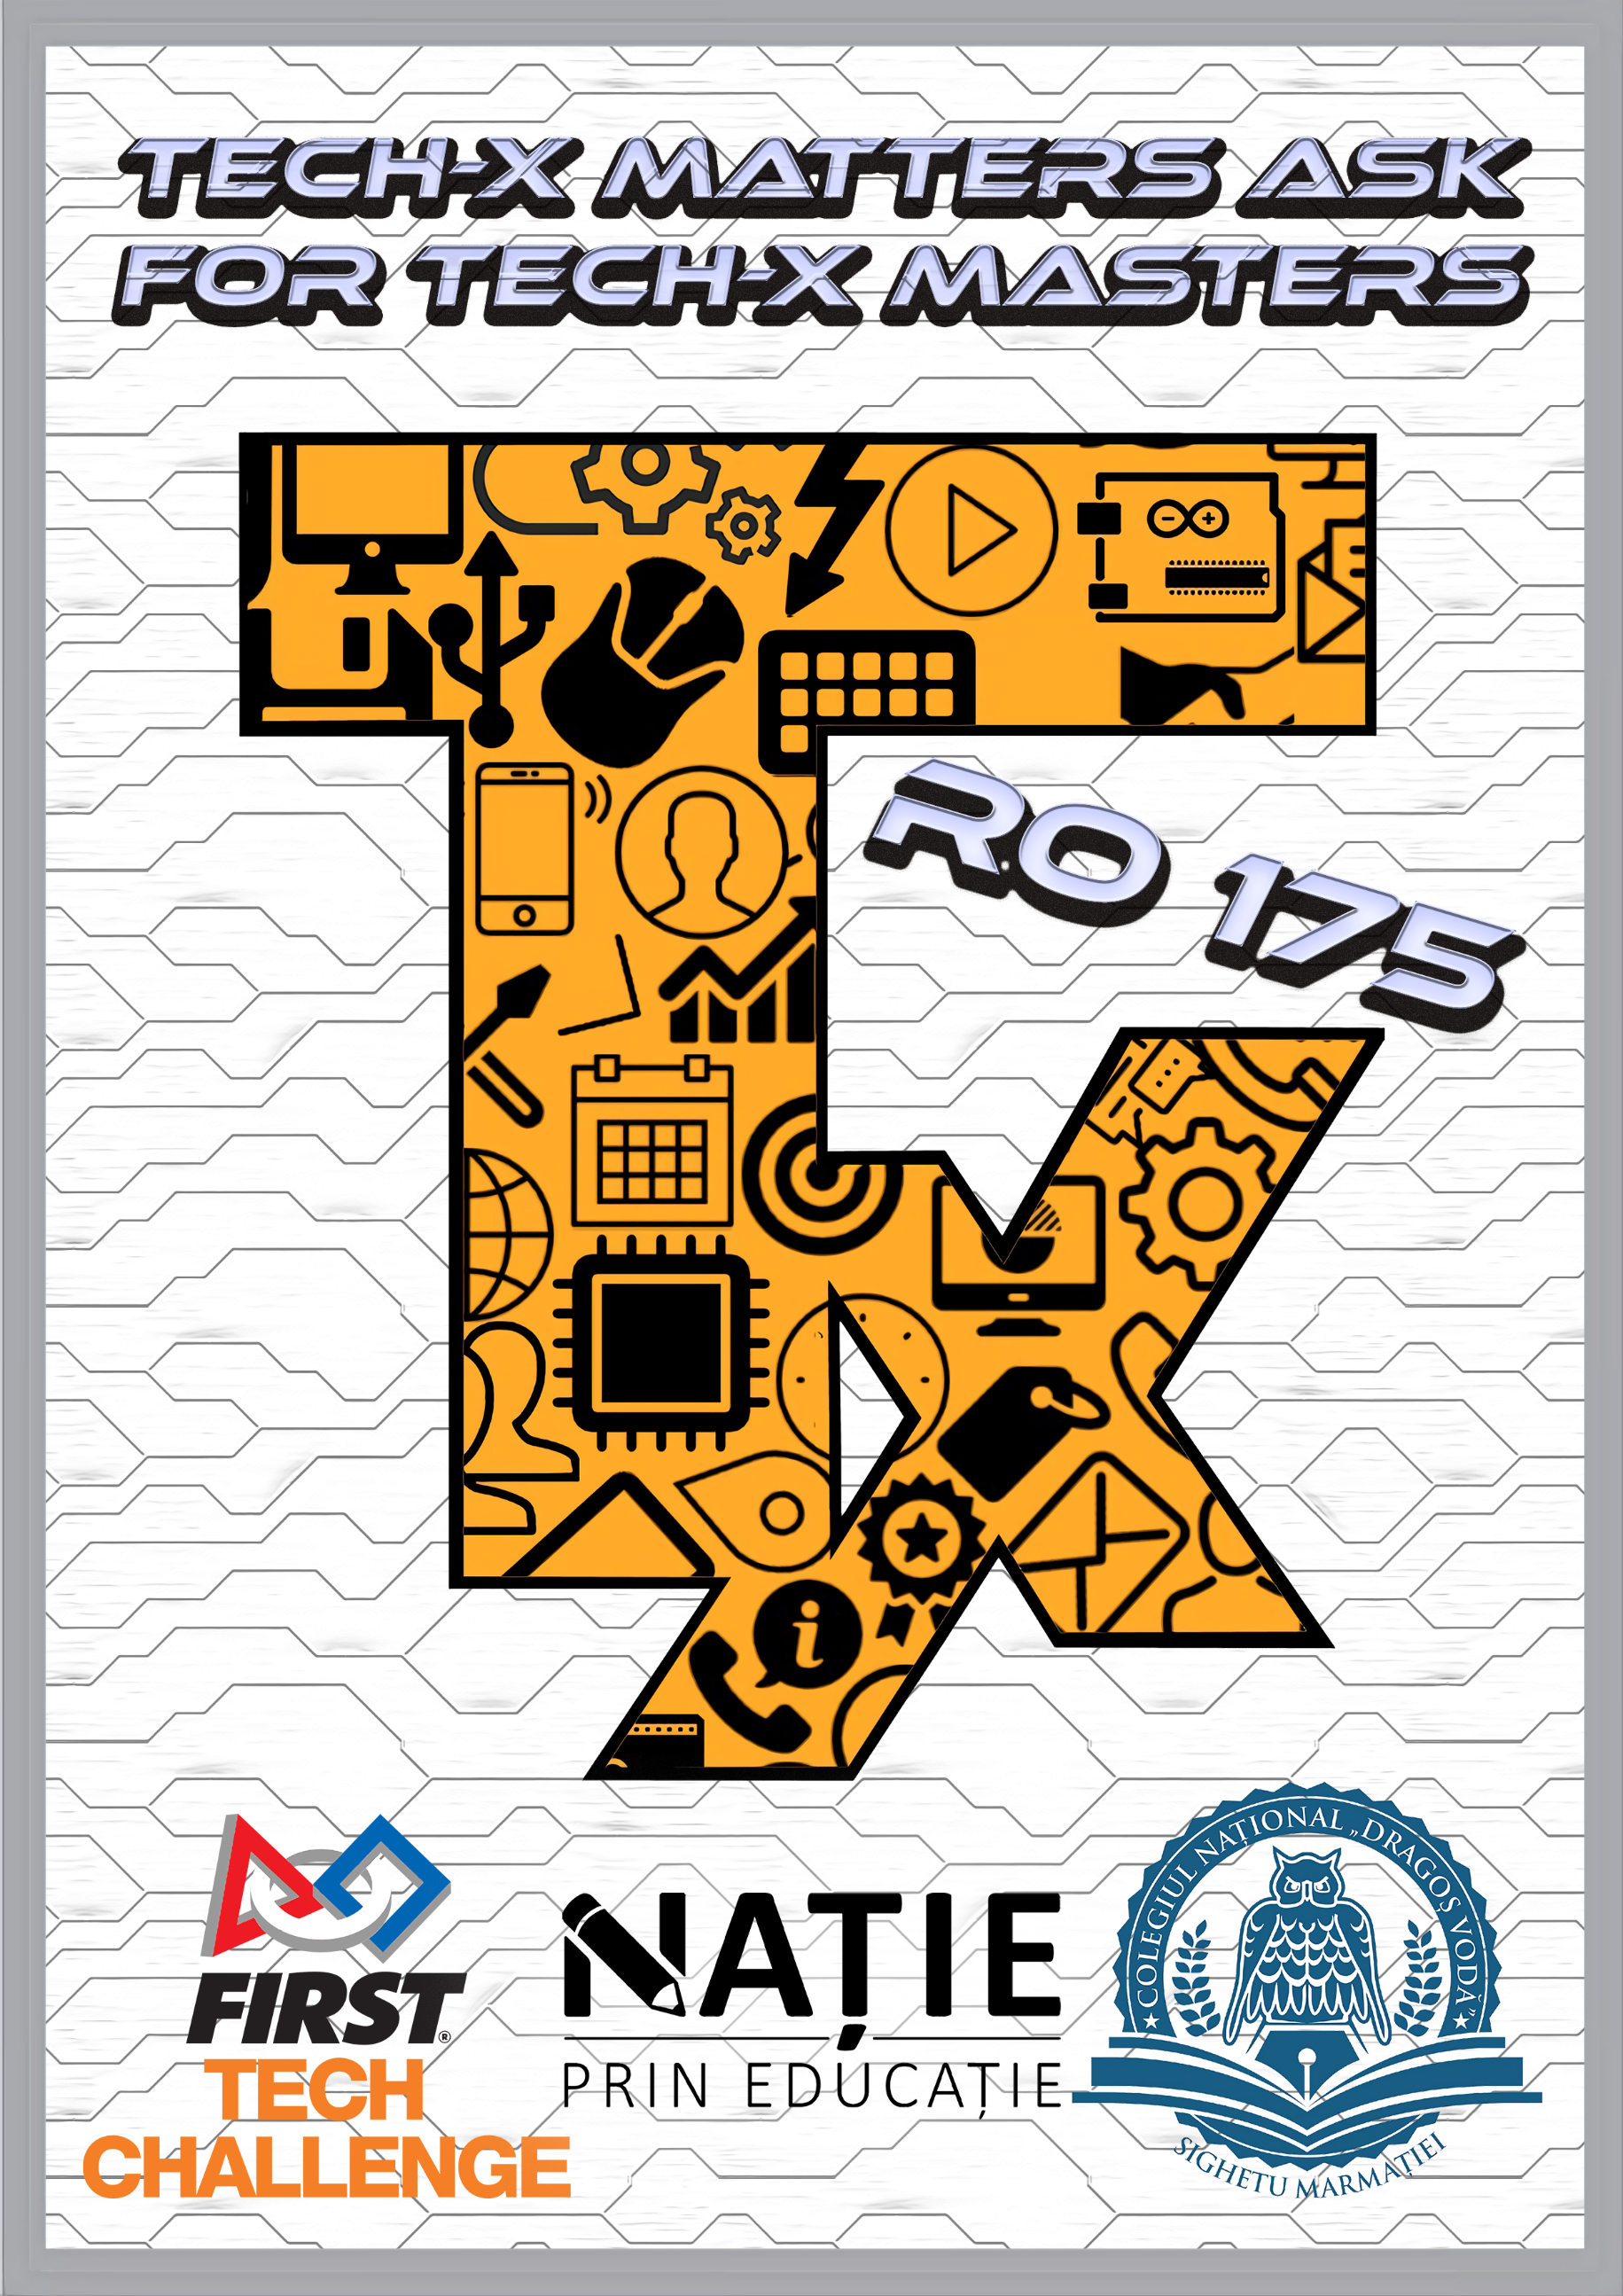 TECH-X MATTERS ASK
FOR TECH-X MASTERS
TX
RO 175
i
FIRST®
TECH
CHALLENGE
NAȚIE
PRIN EDUCAȚIE
COLEGIUL NAȚIONAL „DRAGOȘ VODĂ”
SIGHETU MARMAȚIEI